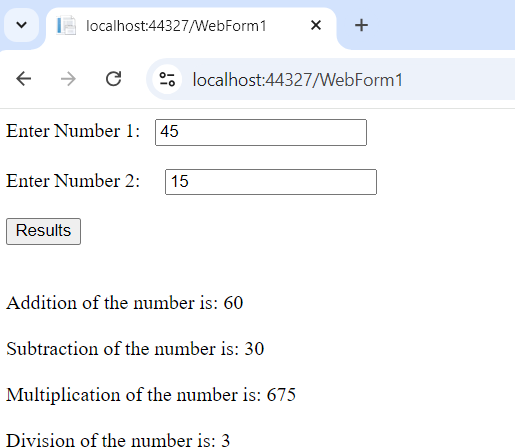 localhost:44327/WebForm1
localhost:44327/WebForm1
Enter Number 1: 45
Enter Number 2: 15
Results
Addition of the number is: 60
Subtraction of the number is: 30
Multiplication of the number is: 675
Division of the number is: 3